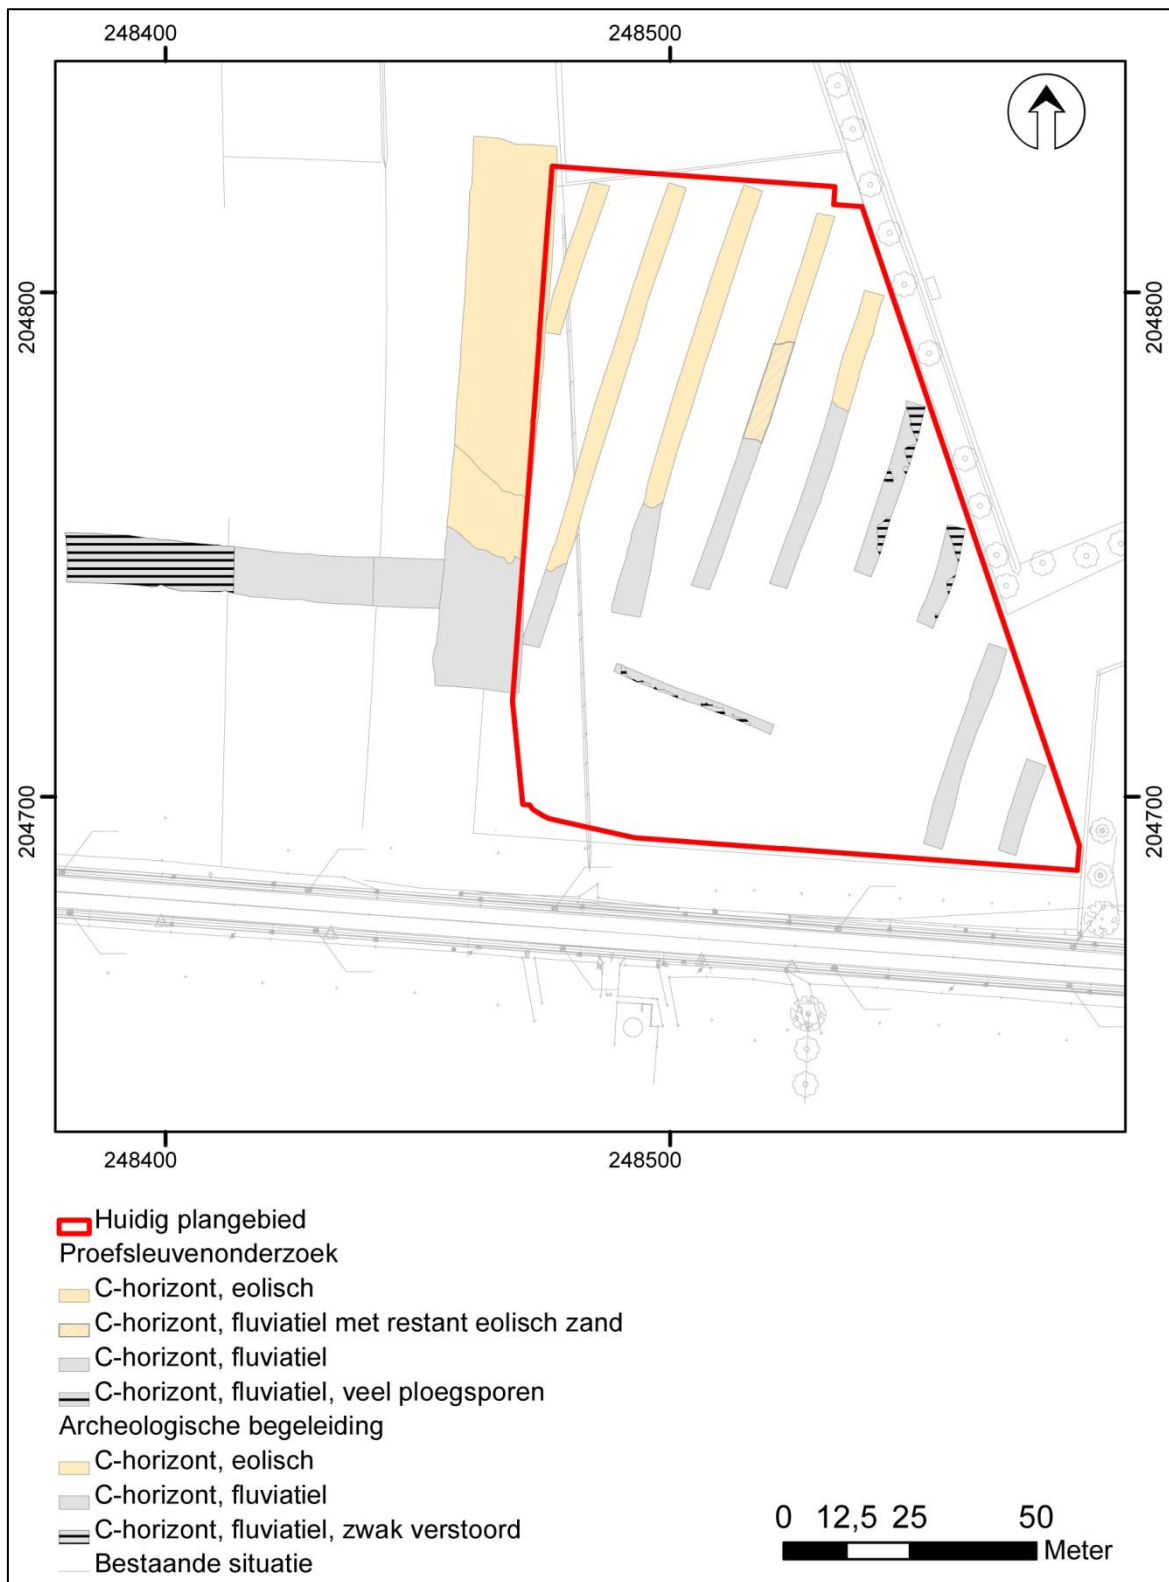 248400 248500
204800 204800
204700 204700
248400 248500
Huidig plangebied
Proefsleuvenonderzoek
C-horizont, eolisch
C-horizont, fluviatiel met restant eolisch zand
C-horizont, fluviatiel
C-horizont, fluviatiel, veel ploegsporen
Archeologische begeleiding
C-horizont, eolisch
C-horizont, fluviatiel
C-horizont, fluviatiel, zwak verstoord
Bestaande situatie
0 12,5 25 50
Meter